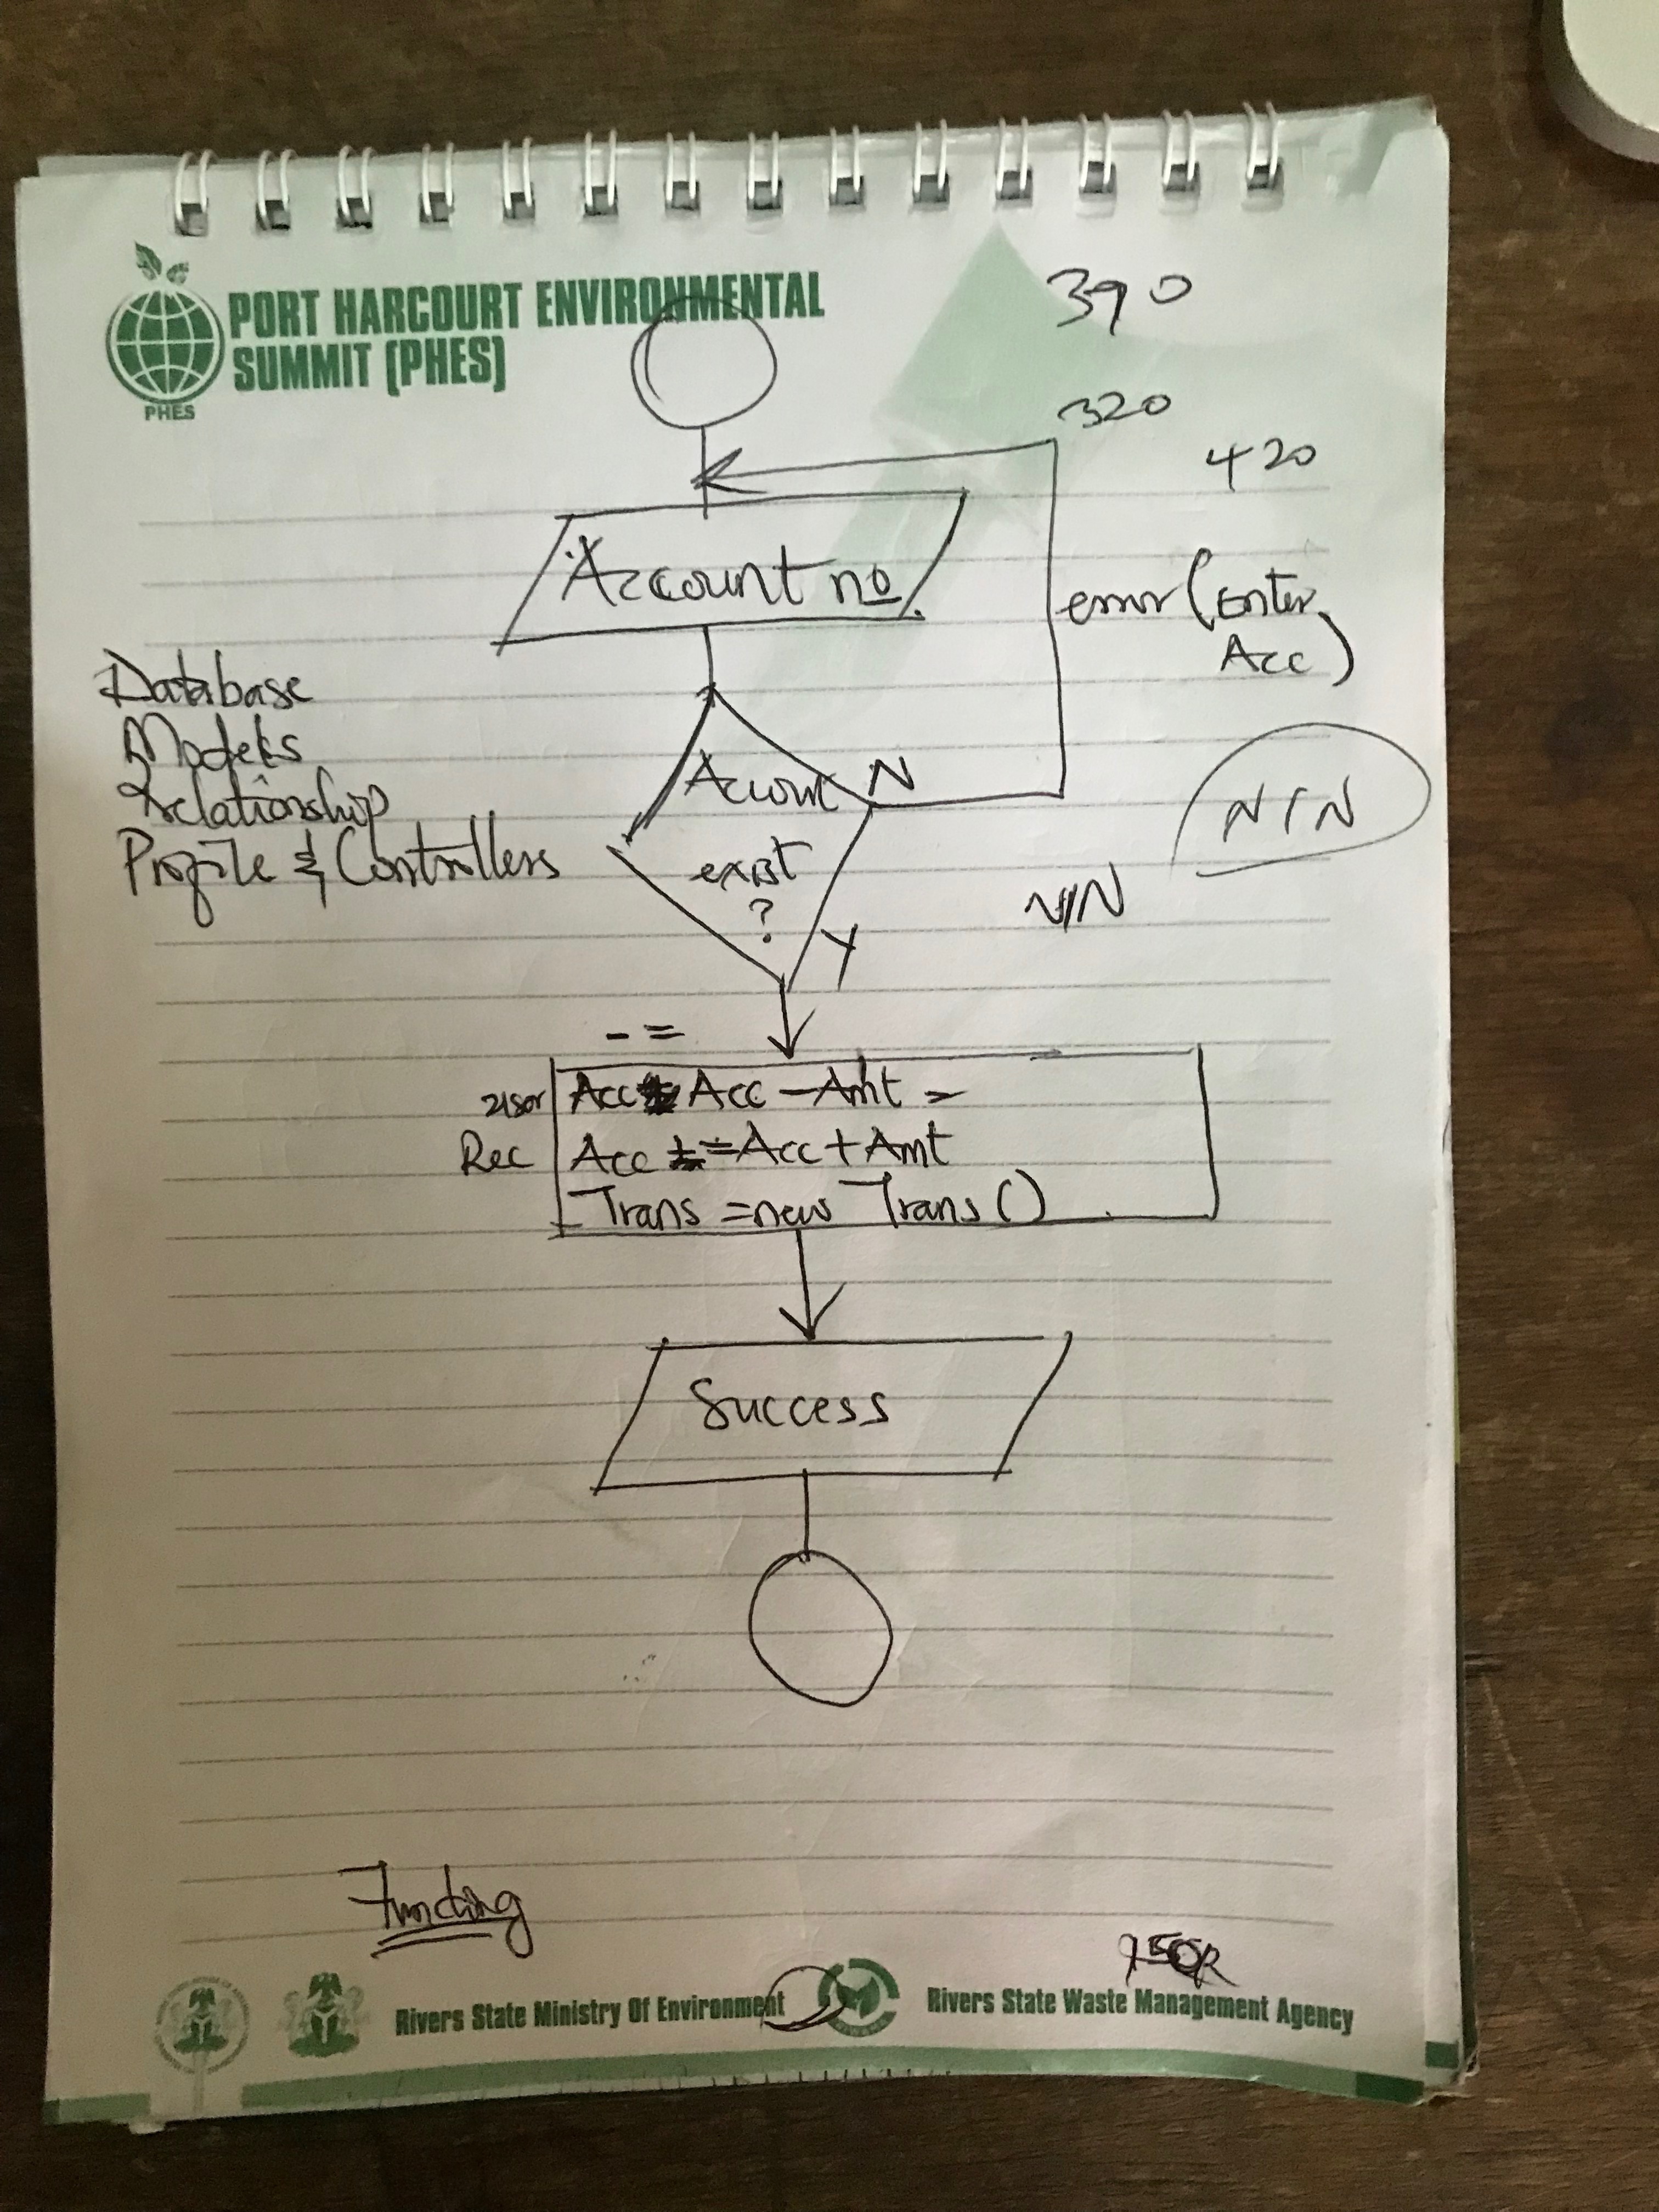 PORT HARCOURT ENVIRONMENTAL
SUMMIT (PHES)
PHES
390
320
420
Account no
error (Enter
Acc)
Database
Models
Relationship
Profile & Controllers
Account
N
exist
?
Y
NIN
NIN
- =
user Acc Acc - Amt =
Rec Acc = Acc + Amt
Trans = new Trans ()
Success
Funding
Rivers State Ministry Of Environment
Rivers State Waste Management Agency